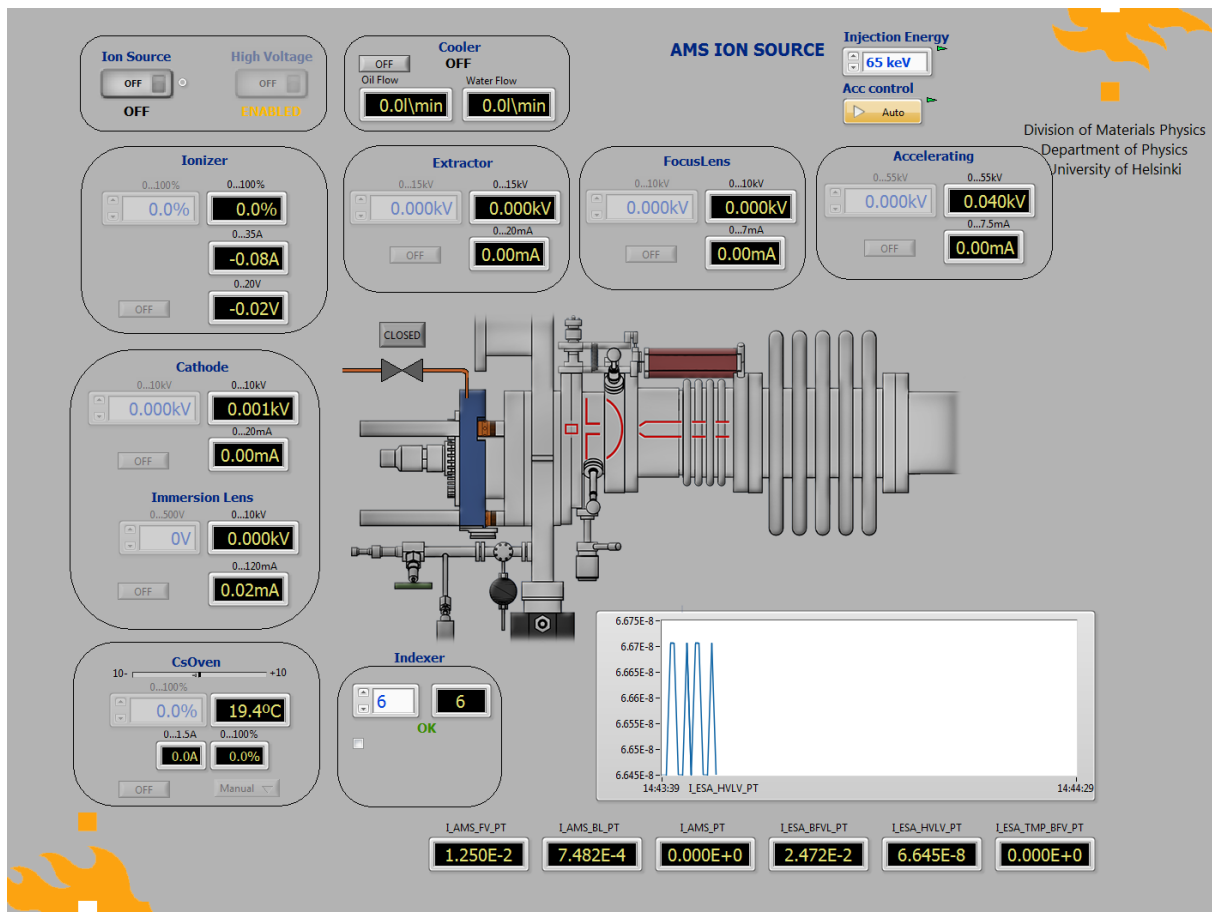 Ion Source
High Voltage
OFF
OFF
OFF
ENABLED
Cooler
OFF
OFF
Oil Flow
Water Flow
0.0l\min
0.0l\min
AMS ION SOURCE
Injection Energy
65 keV
Acc control
Auto
Division of Materials Physics
Department of Physics
University of Helsinki
Ionizer
0...100%
0...100%
0.0%
0.0%
0...35A
-0.08A
0..20V
OFF
-0.02V
Extractor
0...15kV
0...15kV
0.000kV
0.000kV
0...20mA
OFF
0.00mA
FocusLens
0...10kV
0...10kV
0.000kV
0.000kV
0...7mA
OFF
0.00mA
Accelerating
0...55kV
0...55kV
0.000kV
0.040kV
0...7.5mA
OFF
0.00mA
CLOSED
Cathode
0...10kV
0...10kV
0.000kV
0.001kV
0...20mA
OFF
0.00mA
Immersion Lens
0...500V
0...10kV
0V
0.000kV
0...120mA
OFF
0.02mA
CsOven
10-
+10
0...100%
0.0%
19.4ºC
0...1.5A
0...100%
0.0A
0.0%
OFF
Manual
Indexer
6
6
OK
6.675E-8
6.67E-8
6.665E-8
6.66E-8
6.655E-8
6.65E-8
6.645E-8
14:43:39
I_ESA_HVLV_PT
14:44:29
I_AMS_FV_PT
I_AMS_BL_PT
I_AMS_PT
I_ESA_BFVL_PT
I_ESA_HVLV_PT
I_ESA_TMP_BFV_PT
1.250E-2
7.482E-4
0.000E+0
2.472E-2
6.645E-8
0.000E+0